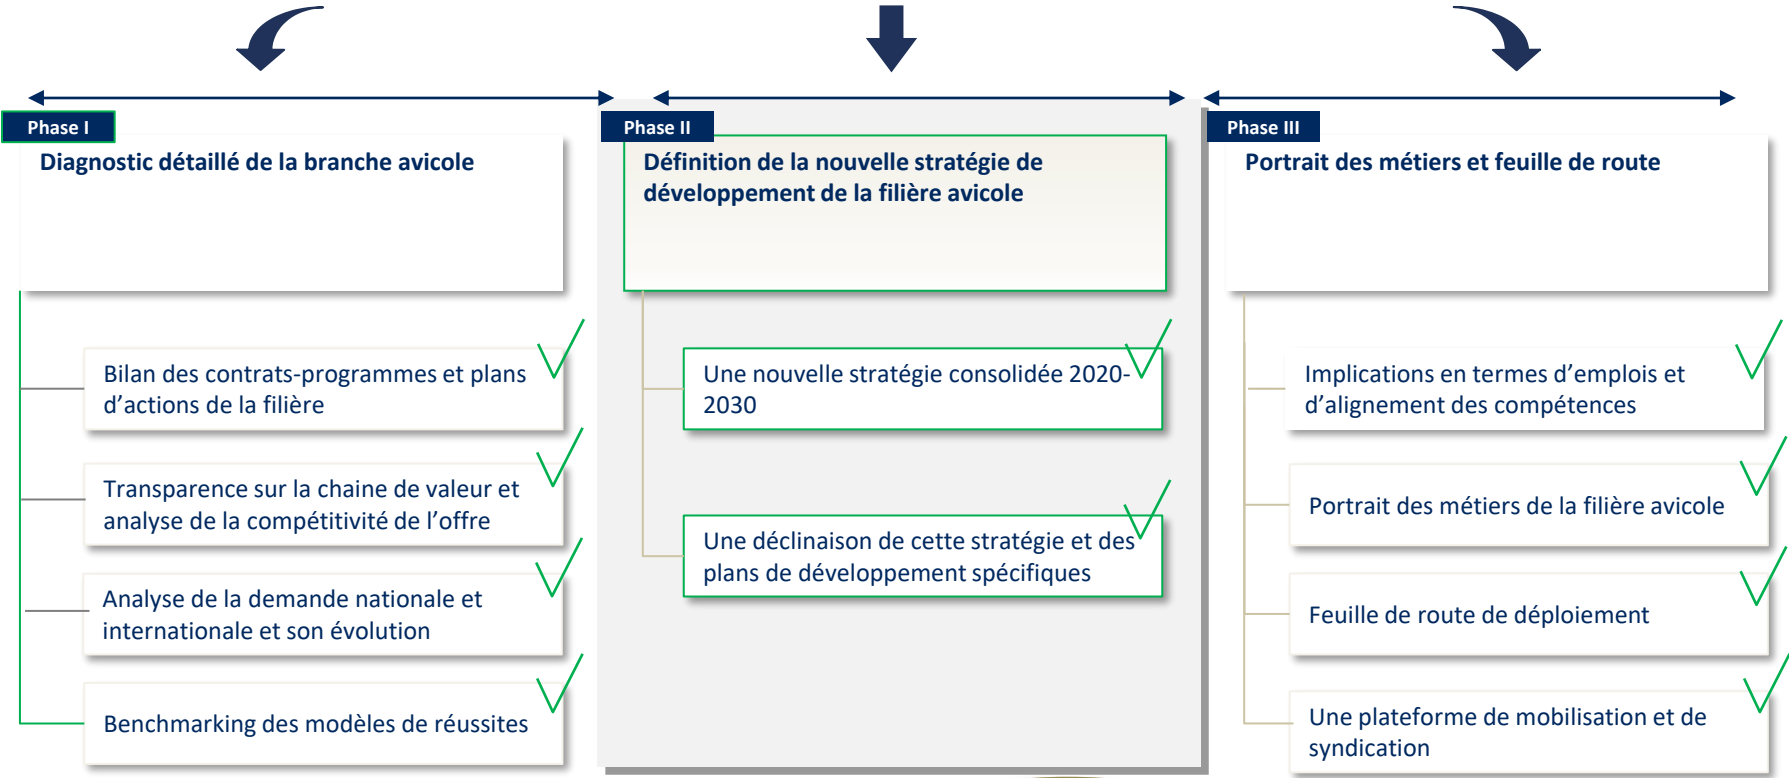 Phase I
Diagnostic détaillé de la branche avicole
Bilan des contrats-programmes et plans
d’actions de la filière
Transparence sur la chaine de valeur et
analyse de la compétitivité de l’offre
Analyse de la demande nationale et
internationale et son évolution
Benchmarking des modèles de réussites
Phase II
Définition de la nouvelle stratégie de
développement de la filière avicole
Une nouvelle stratégie consolidée 2020-
2030
Une déclinaison de cette stratégie et des
plans de développement spécifiques
Phase III
Portrait des métiers et feuille de route
Implications en termes d’emplois et
d’alignement des compétences
Portrait des métiers de la filière avicole
Feuille de route de déploiement
Une plateforme de mobilisation et de
syndication